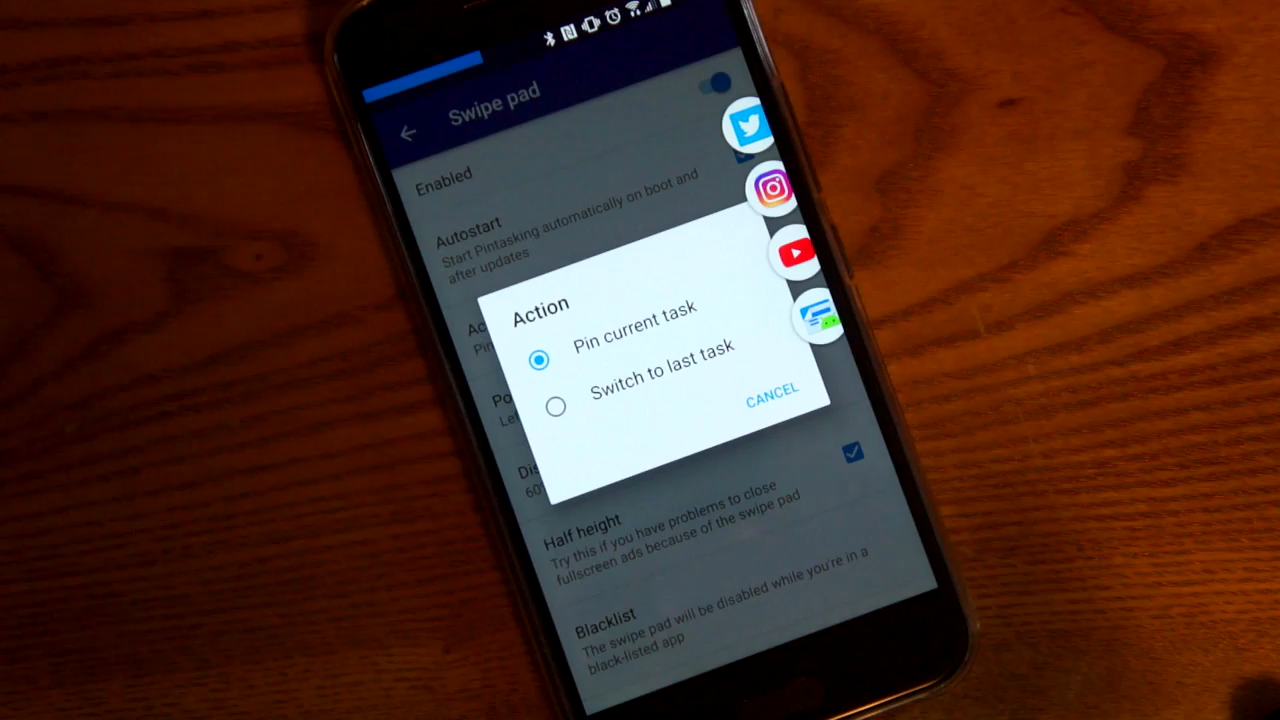 Swipe pad
Enabled
Autostart
Start Pintasking automatically on boot and
after updates
Action
Pin current task
Switch to last task
CANCEL
60
Half height
Try this if you have problems to close
fullscreen ads because of the swipe pad
Blacklist
The swipe pad will be disabled while you're in a
black-listed app